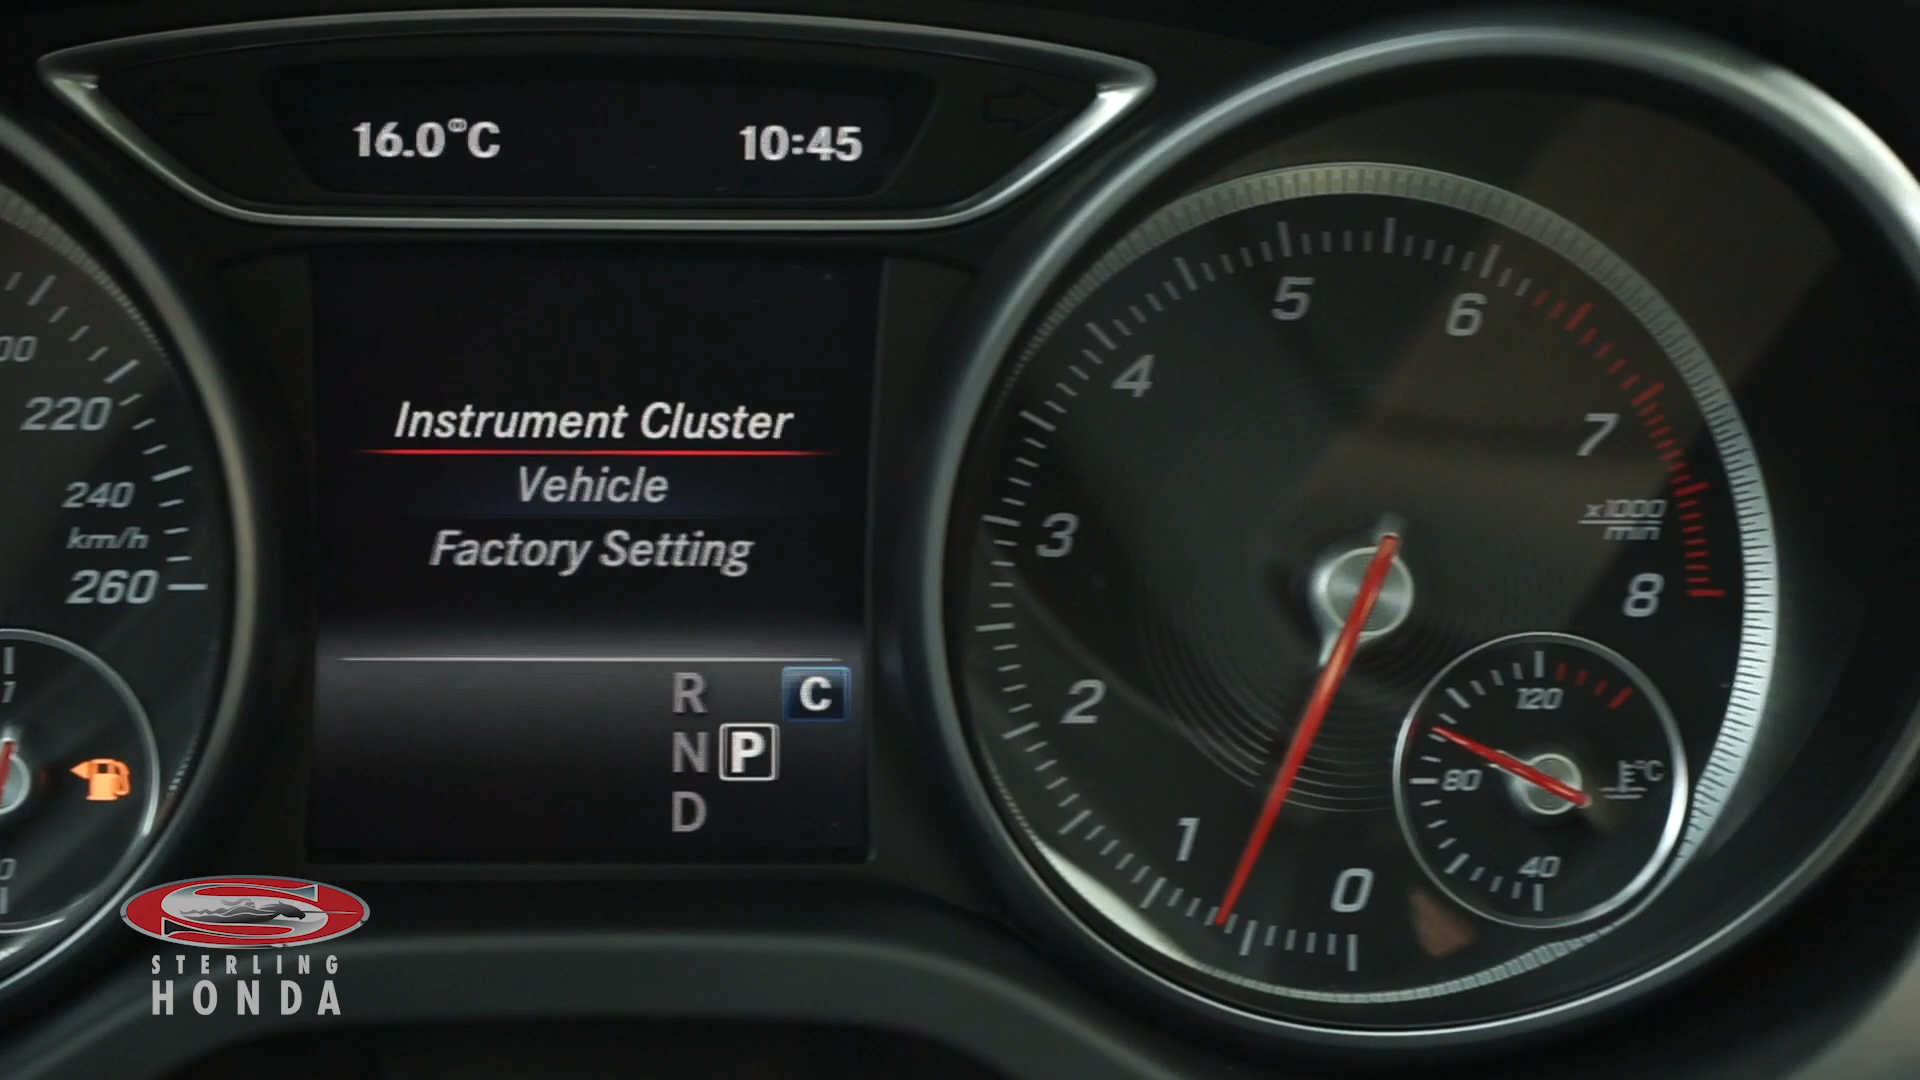 16.0°C 10:45
Instrument Cluster
Vehicle
Factory Setting
R C
N P
D
220
240
km/h
260
1
0
1
2
3
4
5
6
7
8
x1000
min
120
80
°C
40
STERLING
HONDA